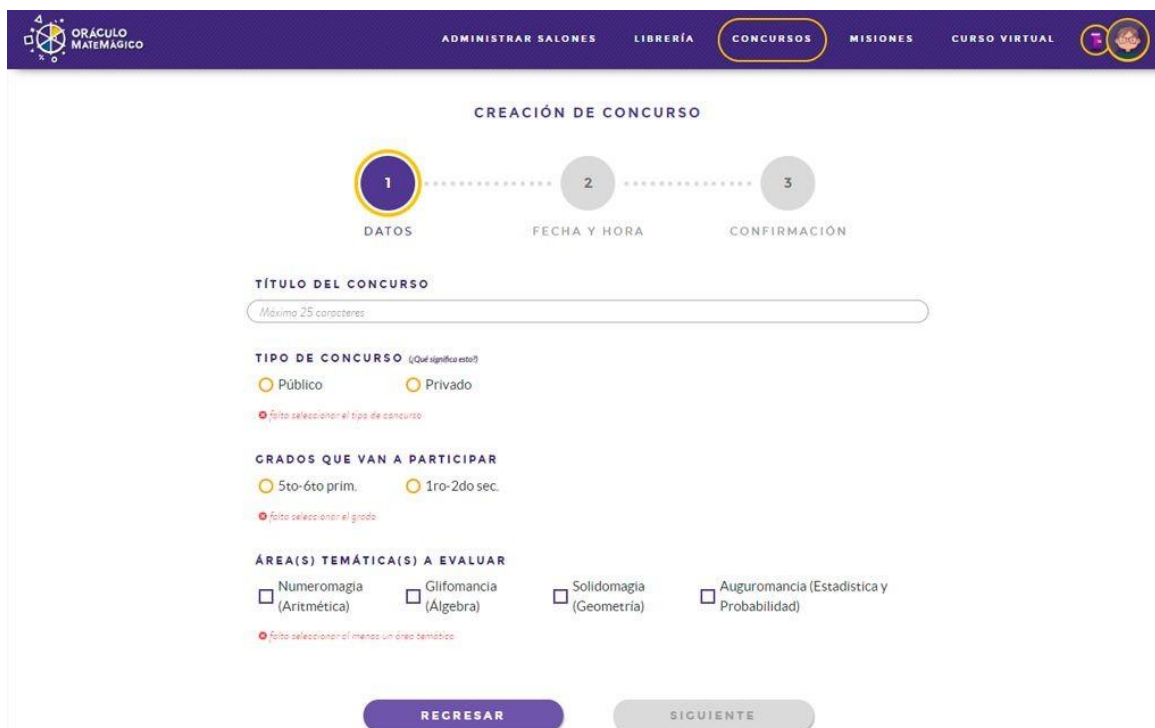 ORÁCULO
MATEMÁGICO
ADMINISTRAR SALONES LIBRERÍA CONCURSOS MISIONES CURSO VIRTUAL
CREACIÓN DE CONCURSO
1 2 3
DATOS FECHA Y HORA CONFIRMACIÓN
TÍTULO DEL CONCURSO
Máximo 25 caracteres
TIPO DE CONCURSO (¿Qué significa esto?)
Público Privado
falta seleccionar el tipo de concurso
GRADOS QUE VAN A PARTICIPAR
5to-6to prim. 1ro-2do sec.
falta seleccionar el grado
ÁREA(S) TEMÁTICA(S) A EVALUAR
Numeromagia Glifomancia Solidomagia Auguromancia (Estadistica y
(Aritmética) (Álgebra) (Geometría) Probabilidad)
falta seleccionar al menos un área temática
REGRESAR SIGUIENTE